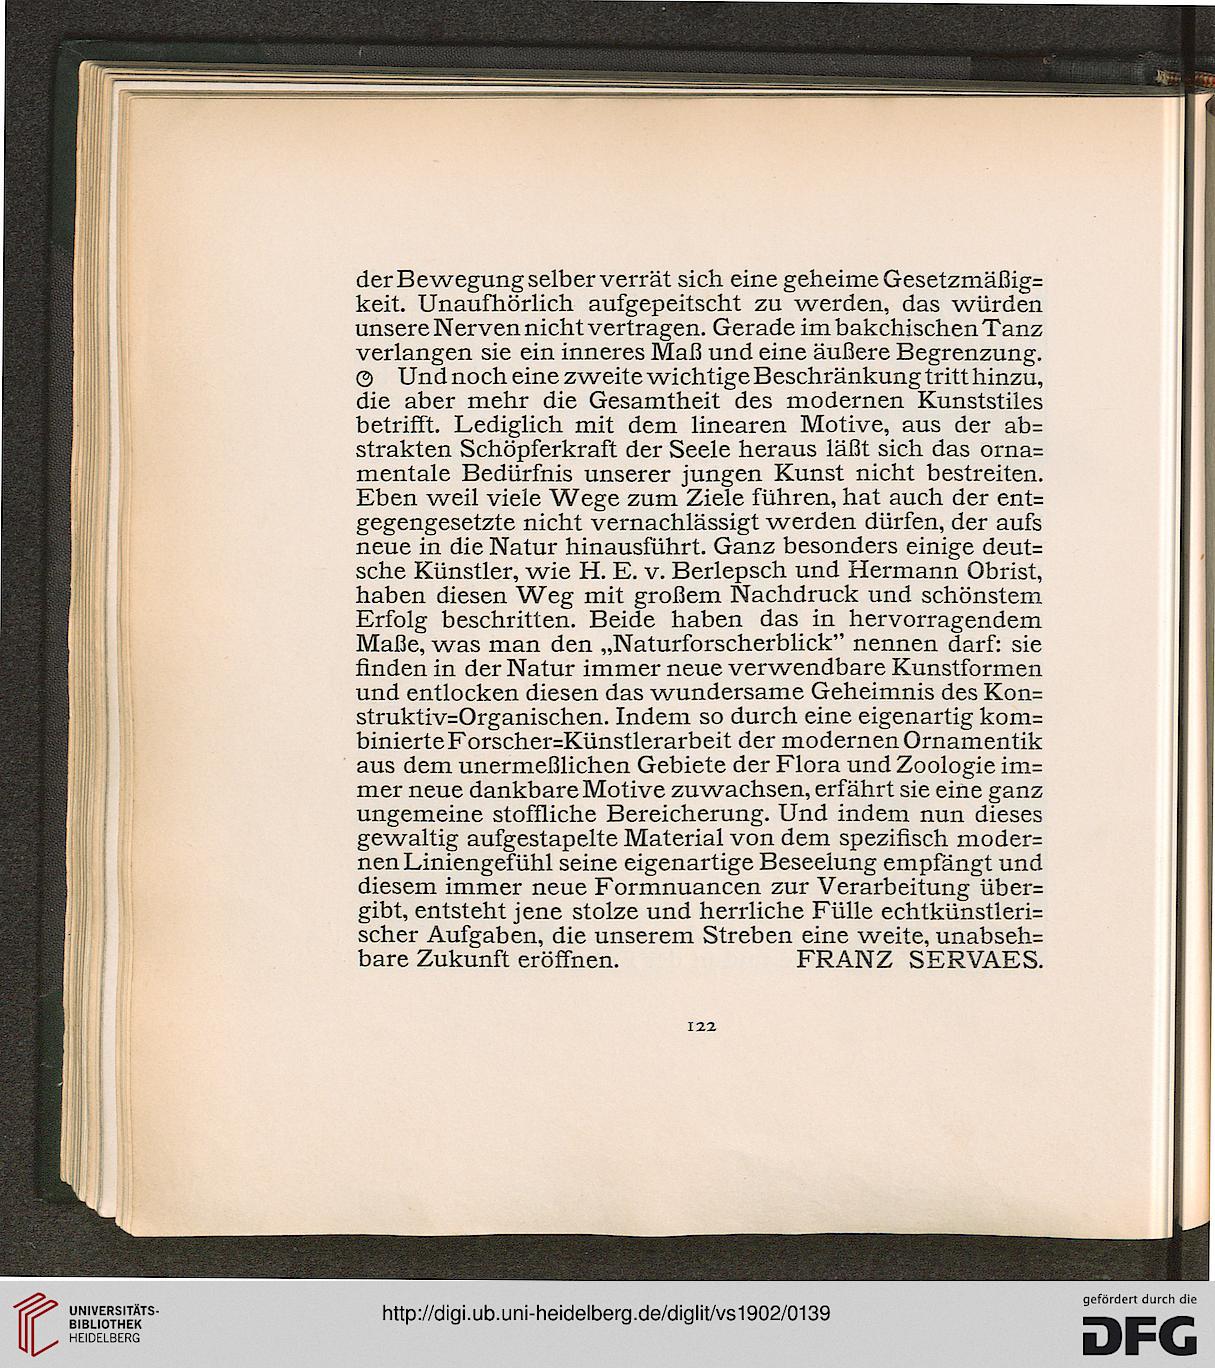 der Bewegung selber verrät sich eine geheime Gesetzmäßig=
keit. Unaufhörlich aufgepeitscht zu werden, das würden
unsere Nerven nicht vertragen. Gerade im bakchischen Tanz
verlangen sie ein inneres Maß und eine äußere Begrenzung.
Und noch eine zweite wichtige Beschränkung tritt hinzu,
die aber mehr die Gesamtheit des modernen Kunststiles
betrifft. Lediglich mit dem linearen Motive, aus der ab=
strakten Schöpferkraft der Seele heraus läßt sich das orna=
mentale Bedürfnis unserer jungen Kunst nicht bestreiten.
Eben weil viele Wege zum Ziele führen, hat auch der ent=
gegengesetzte nicht vernachlässigt werden dürfen, der aufs
neue in die Natur hinausführt. Ganz besonders einige deut=
sche Künstler, wie H. E. v. Berlepsch und Hermann Obrist,
haben diesen Weg mit großem Nachdruck und schönstem
Erfolg beschritten. Beide haben das in hervorragendem
Maße, was man den „Naturforscherblick” nennen darf: sie
finden in der Natur immer neue verwendbare Kunstformen
und entlocken diesen das wundersame Geheimnis des Kon=
struktiv=Organischen. Indem so durch eine eigenartig kom=
binierte Forscher=Künstlerarbeit der modernen Ornamentik
aus dem unermeßlichen Gebiete der Flora und Zoologie im=
mer neue dankbare Motive zuwachsen, erfährt sie eine ganz
ungemeine stoffliche Bereicherung. Und indem nun dieses
gewaltig aufgestapelte Material von dem spezifisch moder=
nen Liniengefühl seine eigenartige Beseelung empfängt und
diesem immer neue Formnuancen zur Verarbeitung über=
gibt, entsteht jene stolze und herrliche Fülle echtkünstleri=
scher Aufgaben, die unserem Streben eine weite, unabseh=
bare Zukunft eröffnen. FRANZ SERVAES.
122
UNIVERSITÄTS-
BIBLIOTHEK
HEIDELBERG
http://digi.ub.uni-heidelberg.de/diglit/vs1902/0139
gefördert durch die
DFG